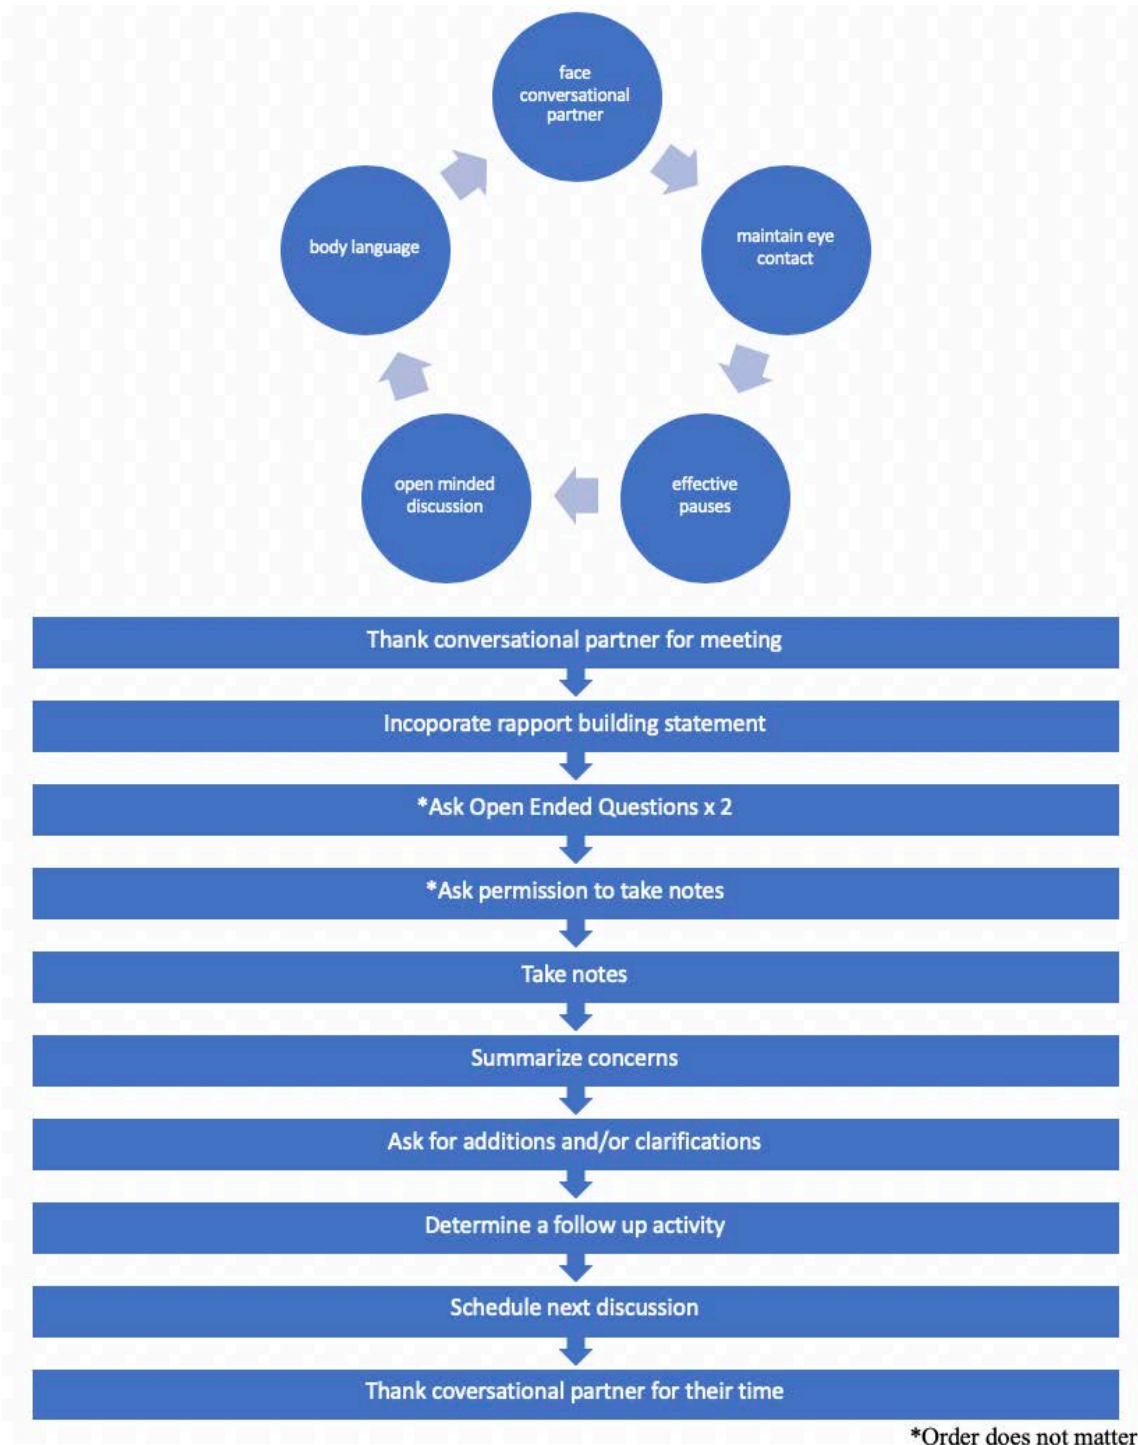 face
conversational
partner
maintain eye
contact
effective
pauses
open minded
discussion
body language
Thank conversational partner for meeting
Incoporate rapport building statement
*Ask Open Ended Questions x 2
*Ask permission to take notes
Take notes
Summarize concerns
Ask for additions and/or clarifications
Determine a follow up activity
Schedule next discussion
Thank coversational partner for their time
*Order does not matter